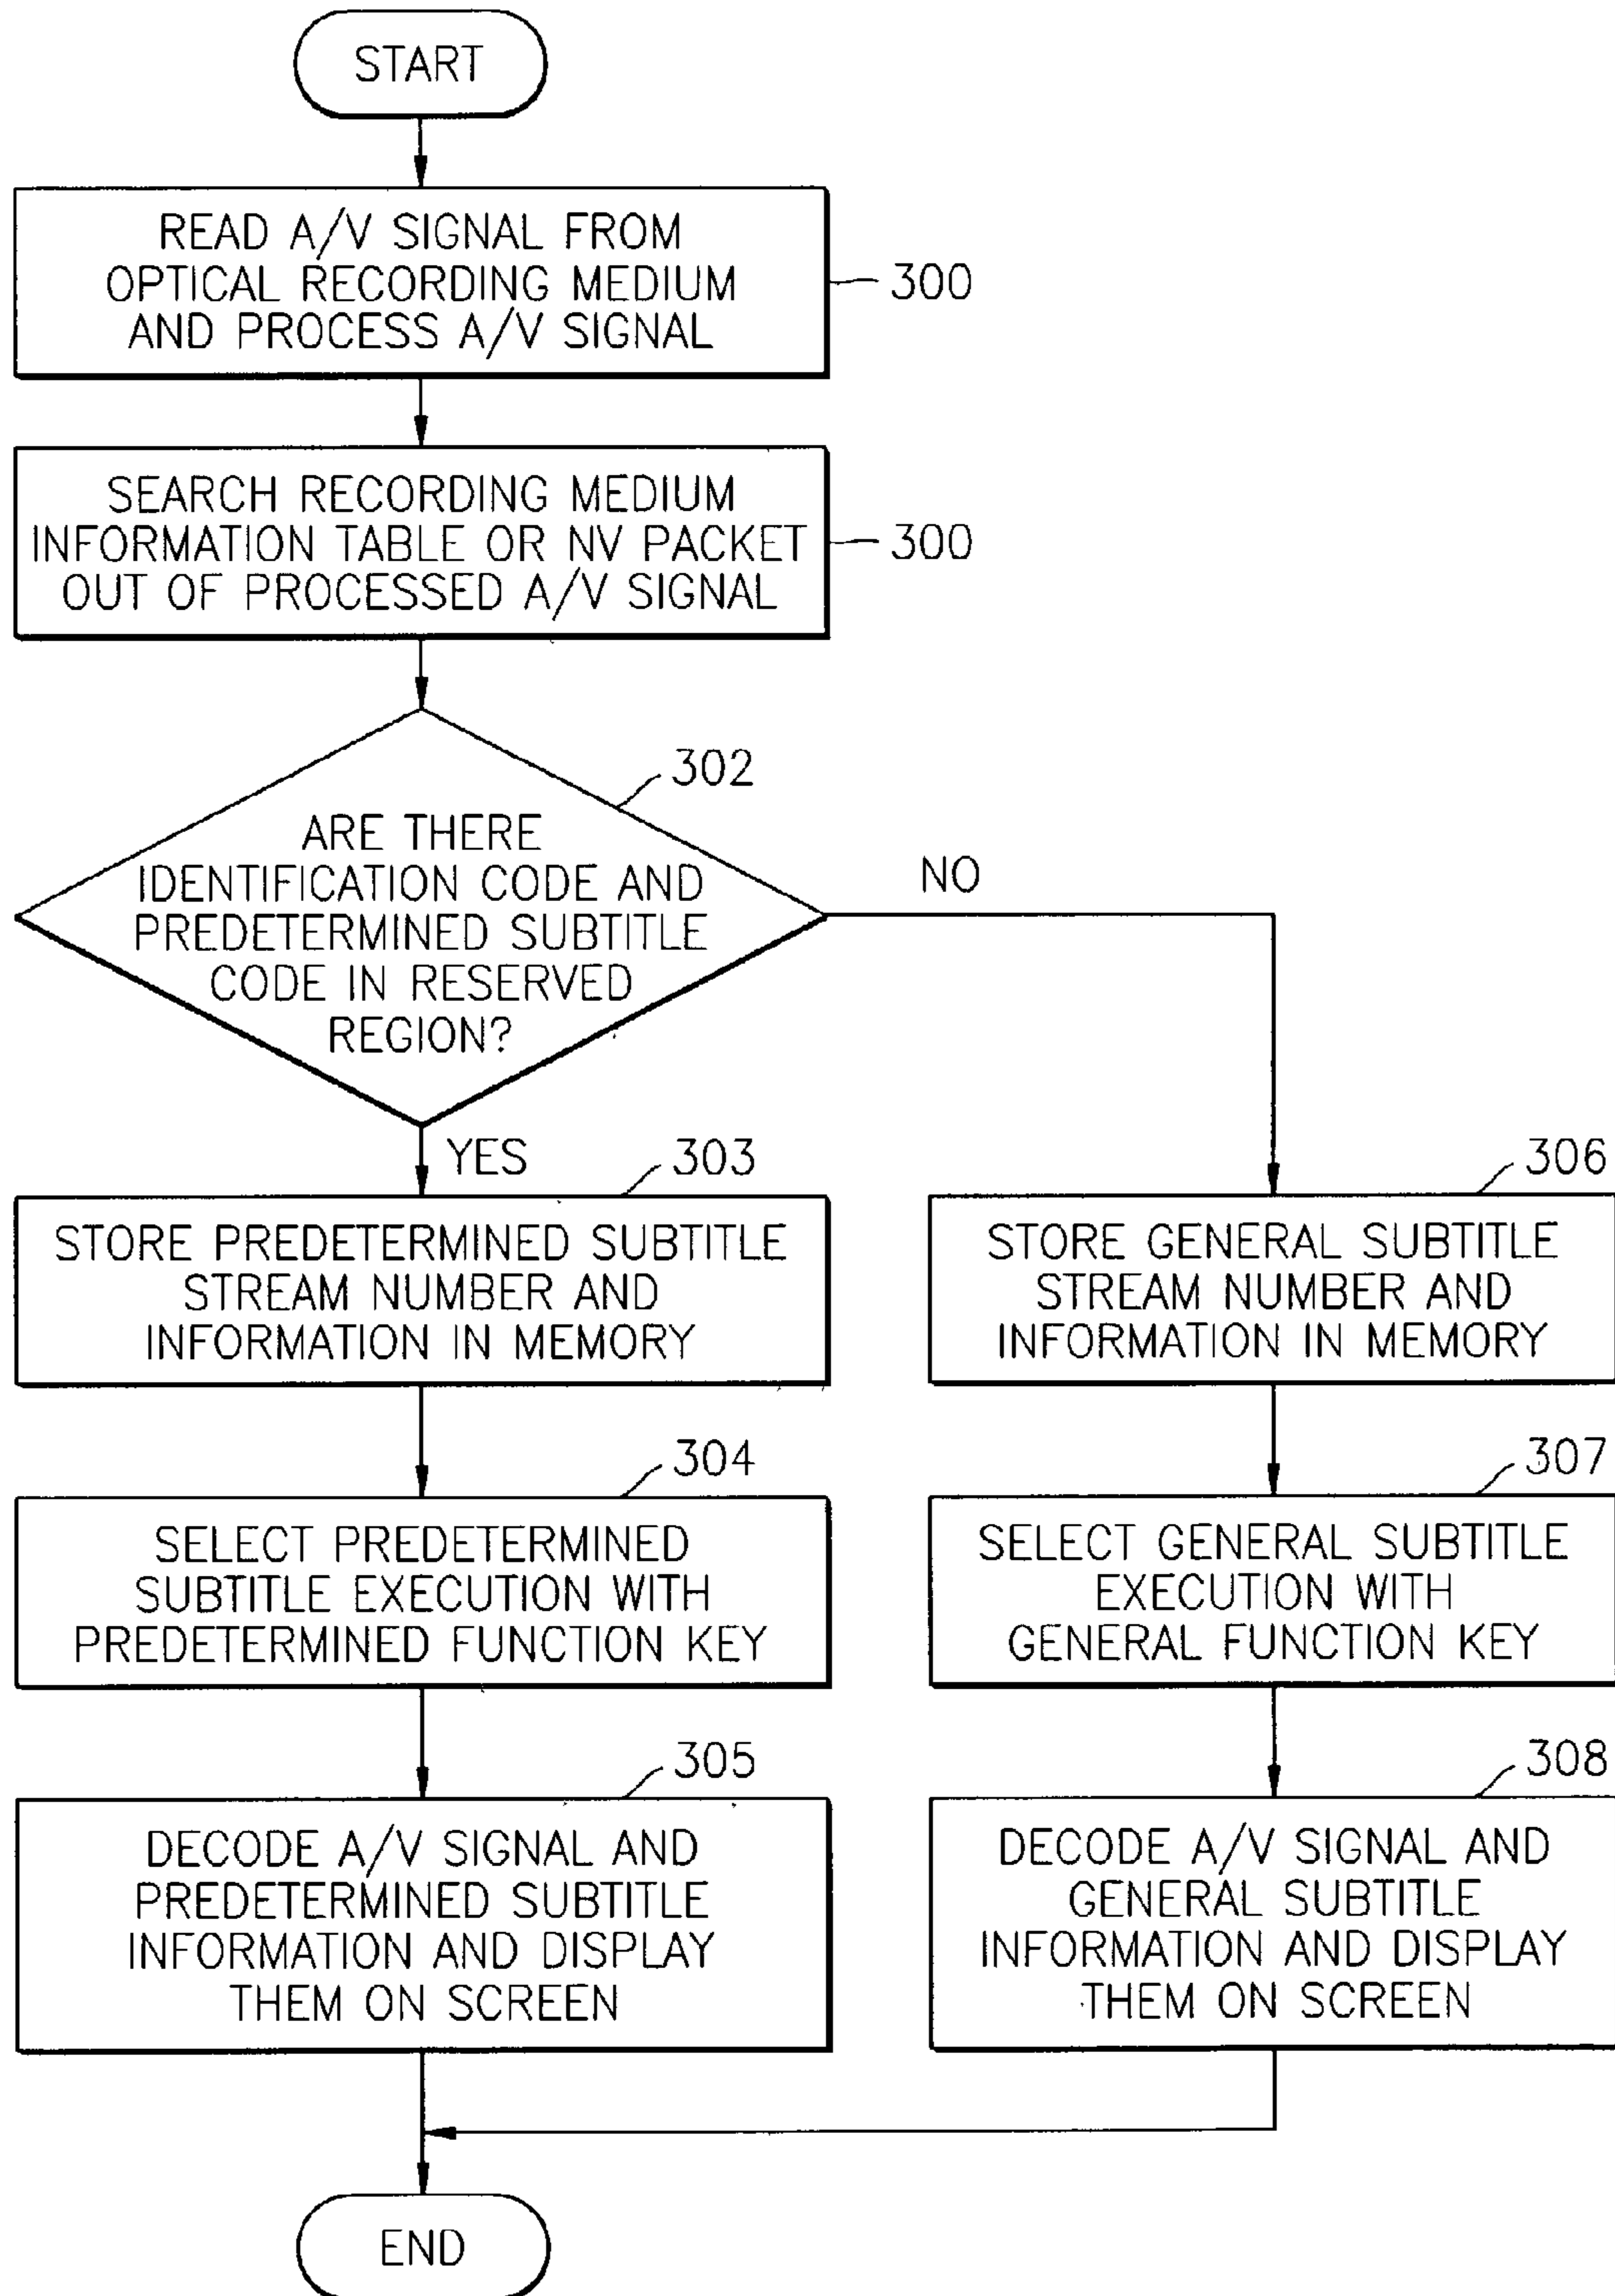 START
READ A/V SIGNAL FROM
OPTICAL RECORDING MEDIUM
AND PROCESS A/V SIGNAL
300
SEARCH RECORDING MEDIUM
INFORMATION TABLE OR NV PACKET
OUT OF PROCESSED A/V SIGNAL
300
302
ARE THERE
IDENTIFICATION CODE AND
PREDETERMINED SUBTITLE
CODE IN RESERVED
REGION?
NO
YES
303
STORE PREDETERMINED SUBTITLE
STREAM NUMBER AND
INFORMATION IN MEMORY
304
SELECT PREDETERMINED
SUBTITLE EXECUTION WITH
PREDETERMINED FUNCTION KEY
305
DECODE A/V SIGNAL AND
PREDETERMINED SUBTITLE
INFORMATION AND DISPLAY
THEM ON SCREEN
306
STORE GENERAL SUBTITLE
STREAM NUMBER AND
INFORMATION IN MEMORY
307
SELECT GENERAL SUBTITLE
EXECUTION WITH
GENERAL FUNCTION KEY
308
DECODE A/V SIGNAL AND
GENERAL SUBTITLE
INFORMATION AND DISPLAY
THEM ON SCREEN
END